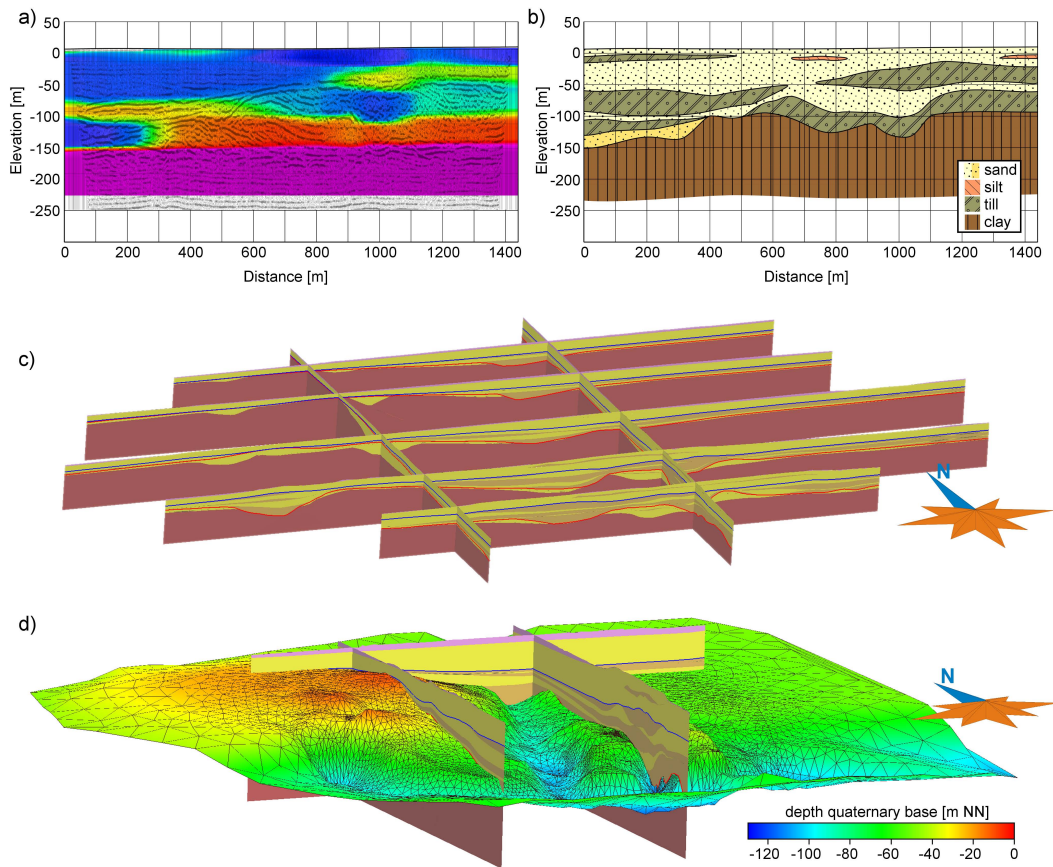 a)
50
0
-50
-100
-150
-200
-250
Elevation [m]
0 200 400 600 800 1000 1200 1400
Distance [m]
b)
50
0
-50
-100
-150
-200
-250
Elevation [m]
sand
silt
till
clay
0 200 400 600 800 1000 1200 1400
Distance [m]
c)
N
d)
N
depth quaternary base [m NN]
-120 -100 -80 -60 -40 -20 0